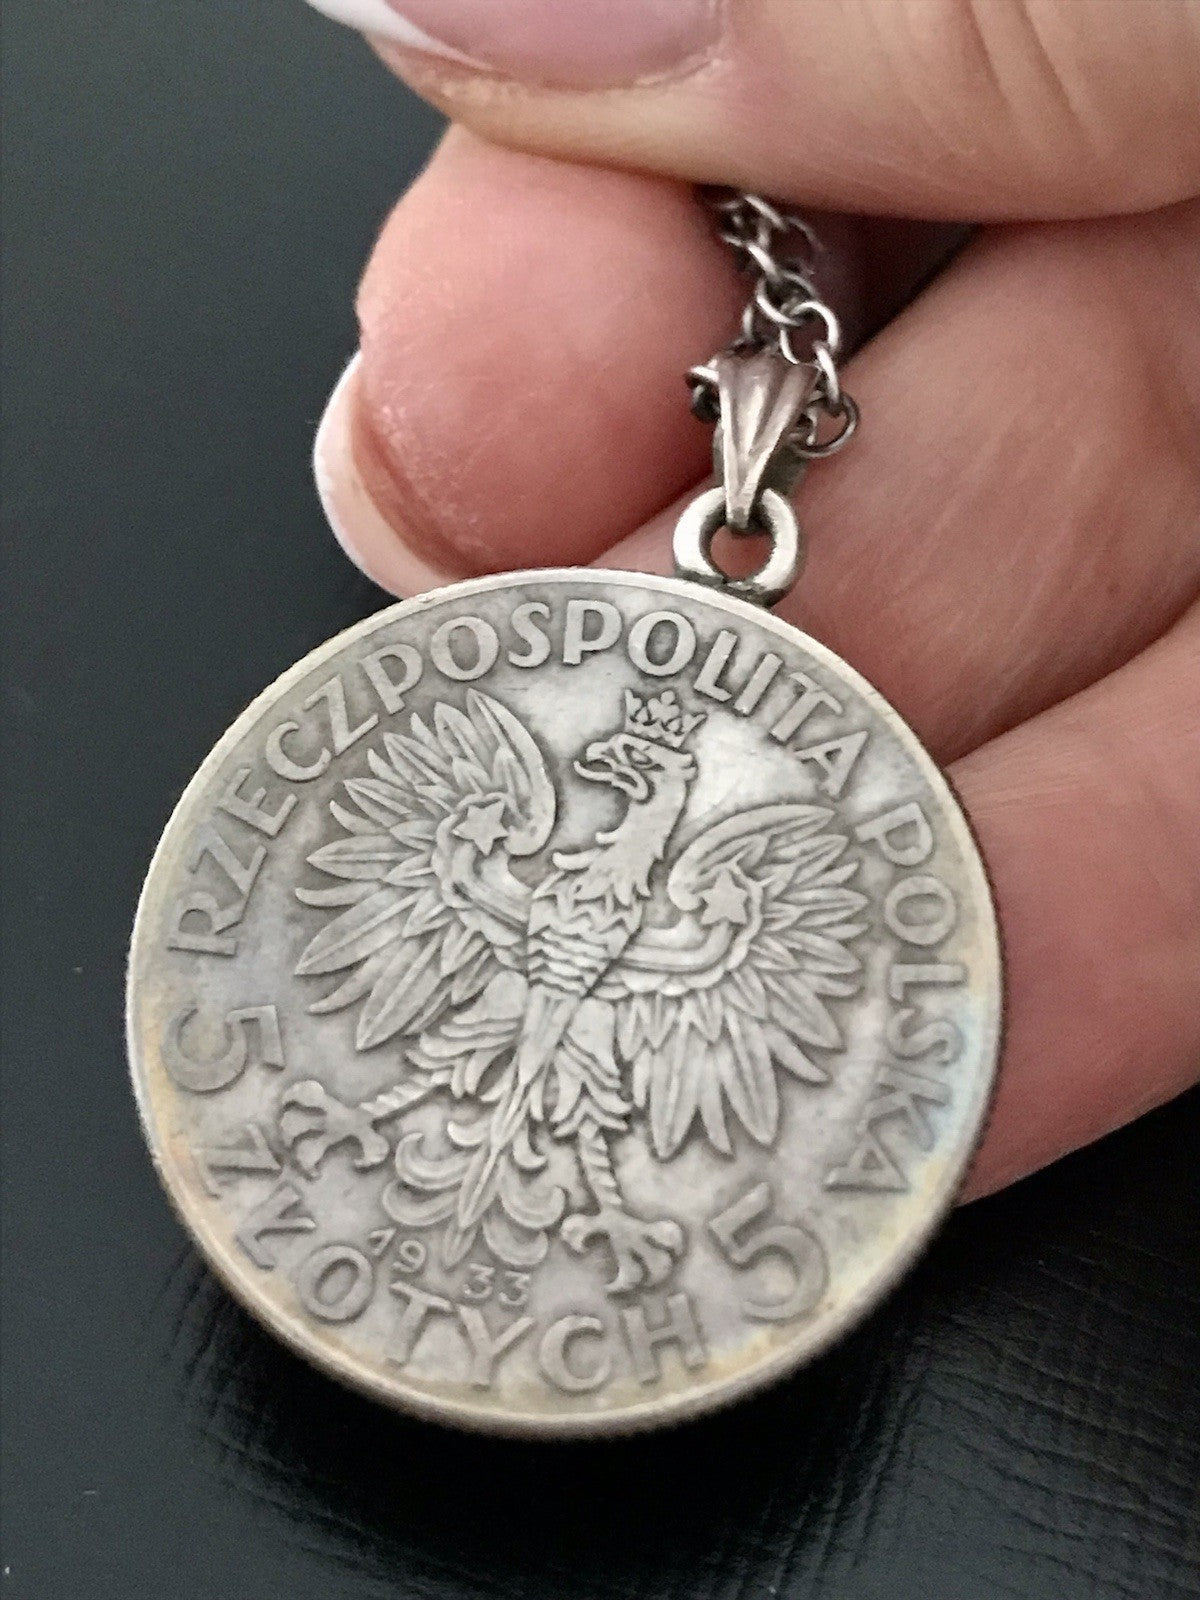 RZECZPOSPOLITA POLSKA
5 ZŁOTYCH 5
1933